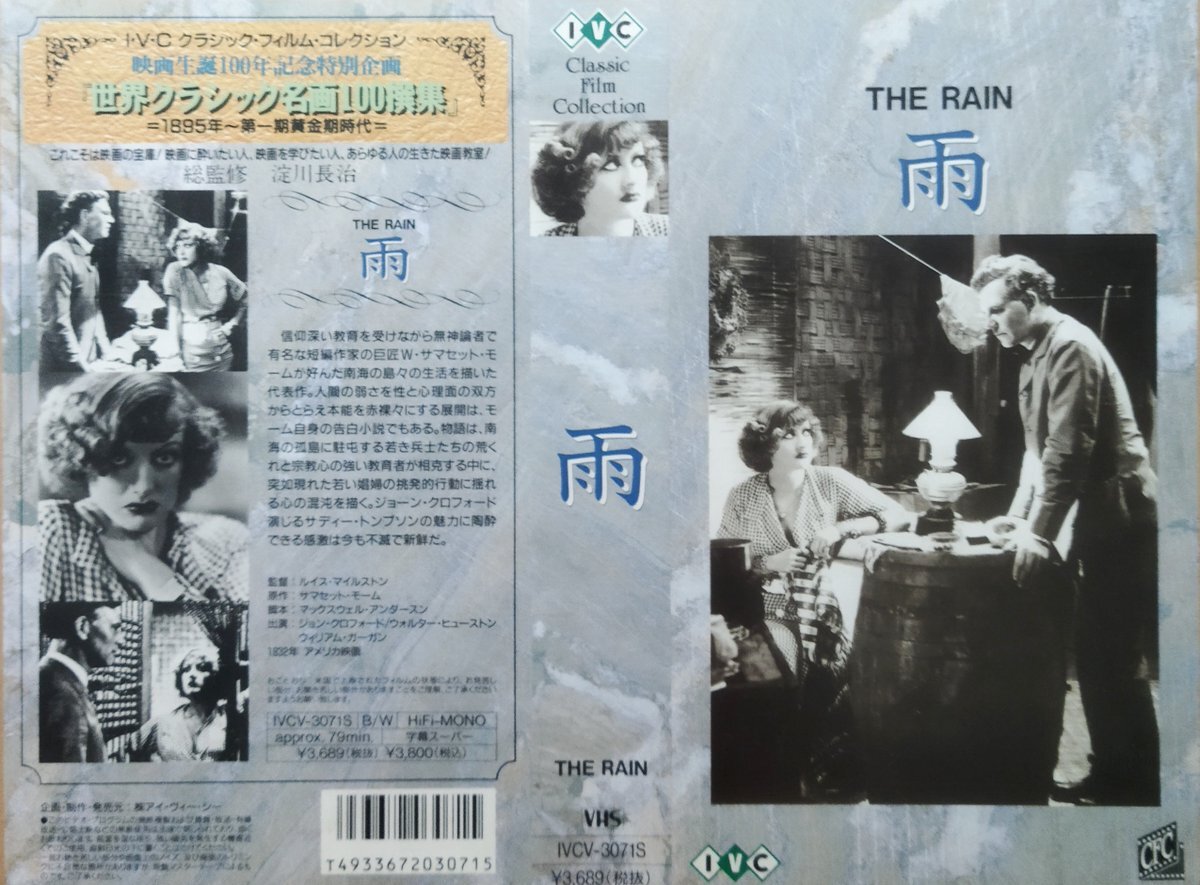 I·V·C クラシック・フィルム・コレクション
映画生誕100年記念特別企画
『世界クラシック名画100撰集』
=1895年〜第一期黄金期時代=
これこそは映画の宝庫!映画に酔いたい人、映画を学びたい人、あらゆる人の生きた映画教室!
総監修 淀川長治
THE RAIN
雨
信仰深い教育を受けながら無神論者で
有名な短編作家の巨匠W・サマセット・モ
ームが好んだ南海の島々の生活を描いた
代表作。人間の弱さを性と心理面の双方
からとらえ本能を赤裸々にする展開は、モ
ーム自身の告白小説でもある。物語は、南
海の孤島に駐屯する若き兵士たちの荒く
れと宗教心の強い教育者が相克する中に、
突如現れた若い娼婦の挑発的行動に揺れ
る心の混沌を描く。ジョーン・クロフォード
演じるサディー・トンプソンの魅力に陶酔
できる感激は今も不滅で新鮮だ。
監督:ルイス・マイルストン
原作:サマセット・モーム
脚本:マックスウェル・アンダースン
出演:ジョン・クロフォード/ウォルター・ヒューストン
ウィリアム・ガーガン
1932年 アメリカ映画
IVCV-3071S B/W HiFi-MONO
approx. 79min. 字幕スーパー
¥3,689(税抜) ¥3,800(税込)
企画・制作・発売元:㈱アイ・ヴィー・シー
T4933672030715
IVC
Classic
Film
Collection
雨
THE RAIN
VHS
IVCV-3071S
¥3,689(税抜)
THE RAIN
雨
IVC
CFC